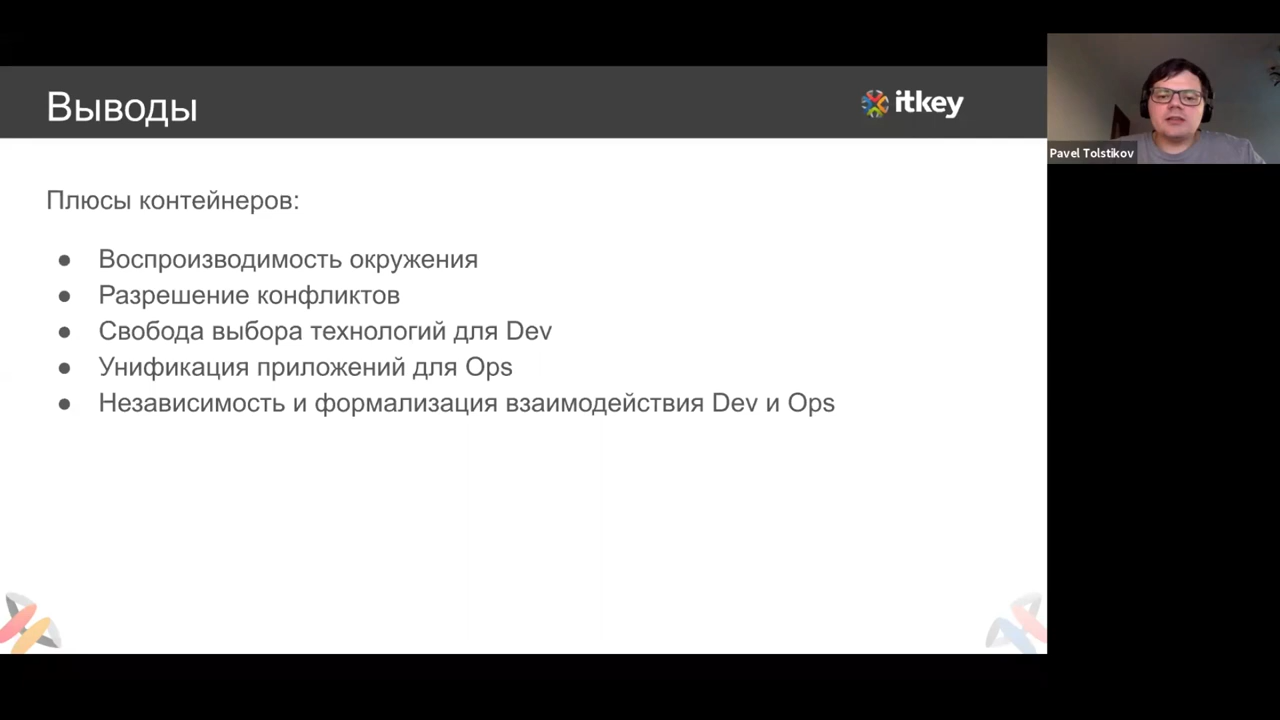 Выводы
itkey
Pavel Tolstikov
Плюсы контейнеров:
● Воспроизводимость окружения
● Разрешение конфликтов
● Свобода выбора технологий для Dev
● Унификация приложений для Ops
● Независимость и формализация взаимодействия Dev и Ops